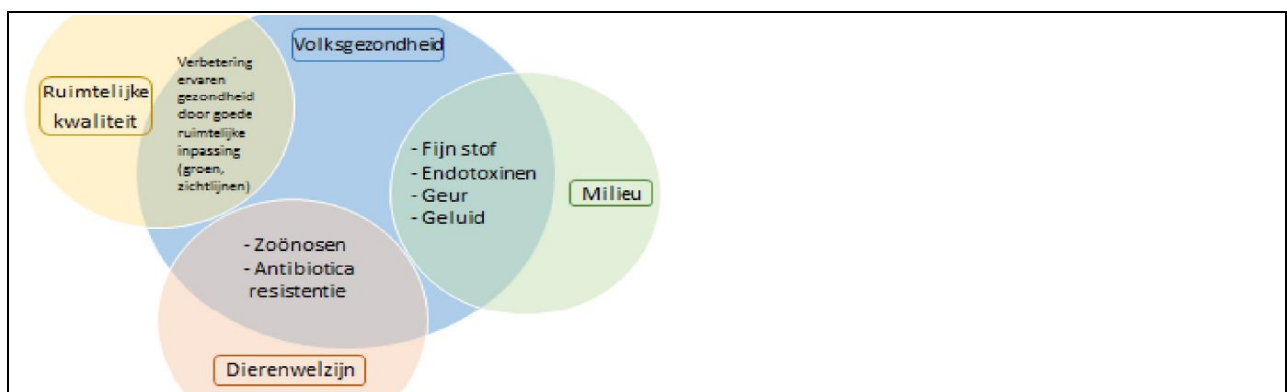 Volksgezondheid
Ruimtelijke
kwaliteit
Verbetering
ervaren
gezondheid
door goede
ruimtelijke
inpassing
(groen,
zichtlijnen)
- Fijn stof
- Endotoxinen
- Geur
- Geluid
Milieu
- Zoönosen
- Antibiotica
resistentie
Dierenwelzijn